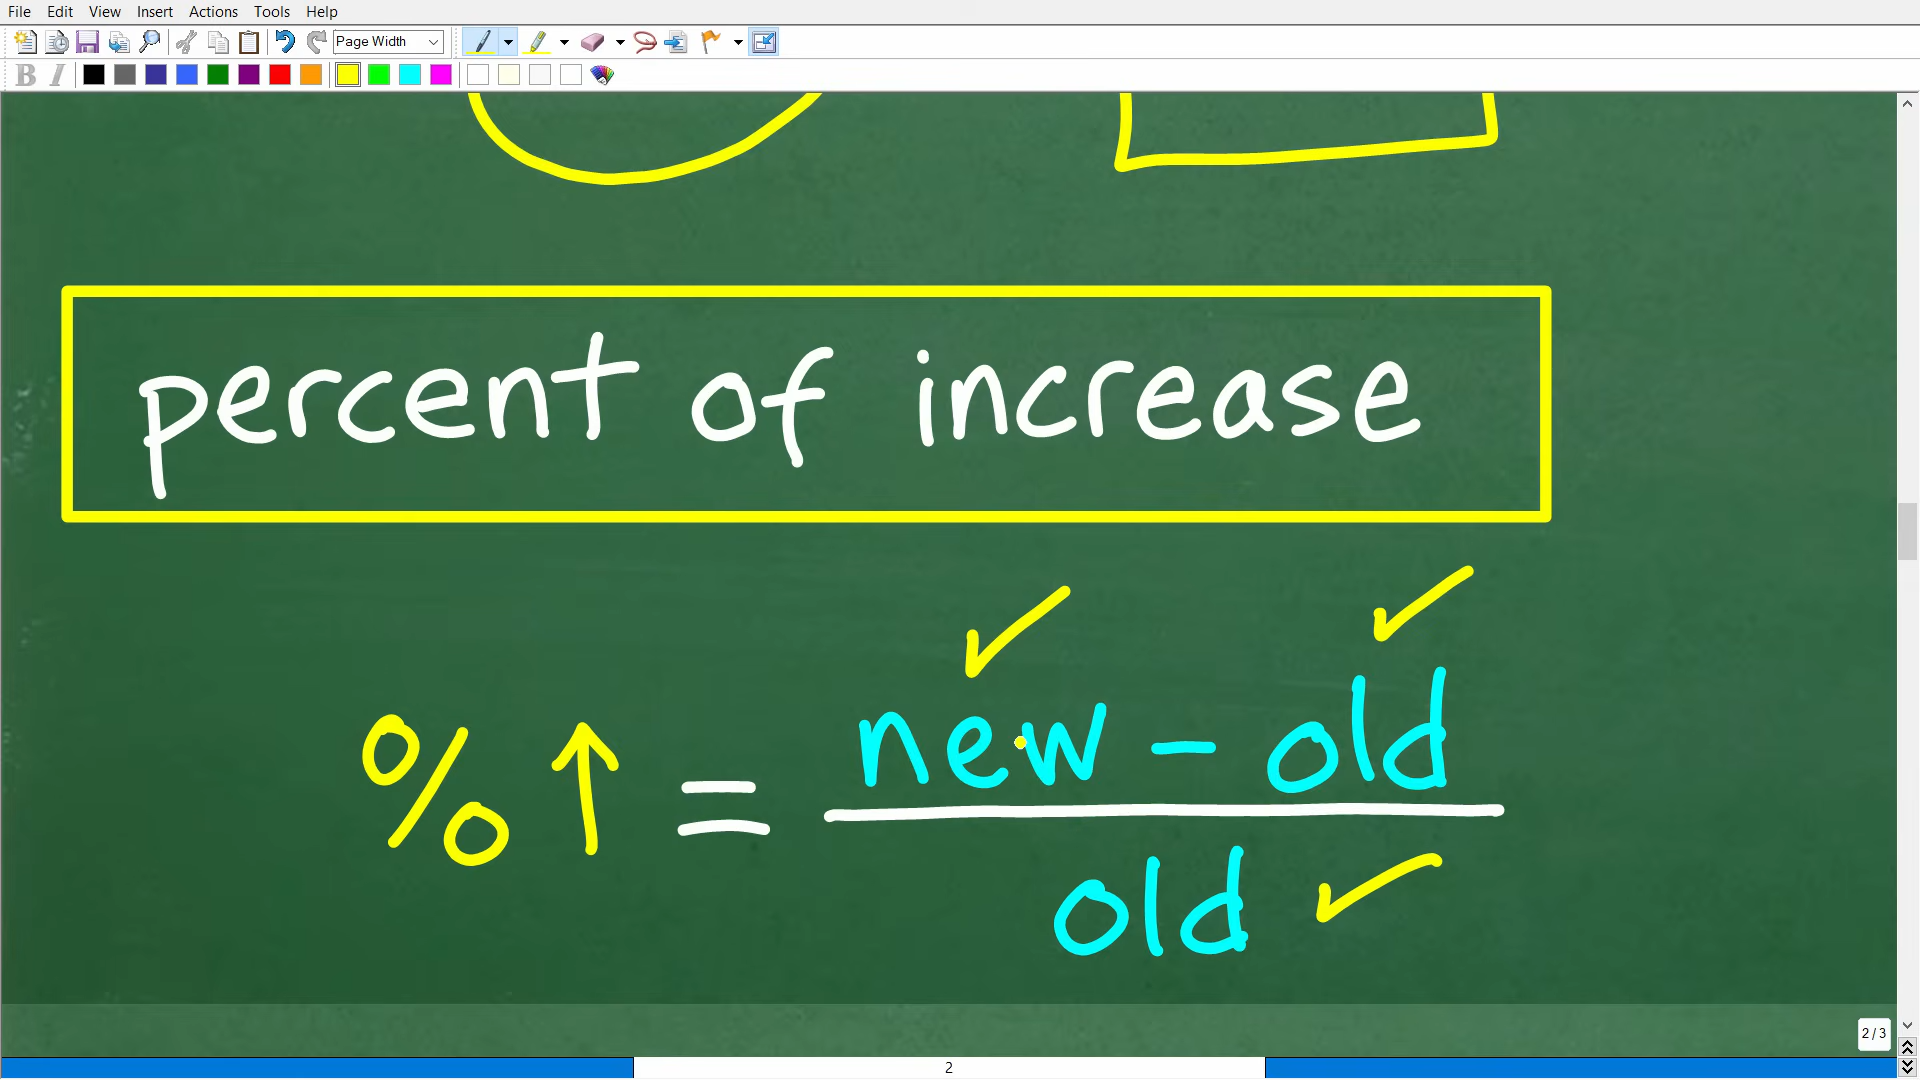 File Edit View Insert Actions Tools Help
Page Width
B I
percent of increase
% ↑ = new - old
old
2 / 3
2